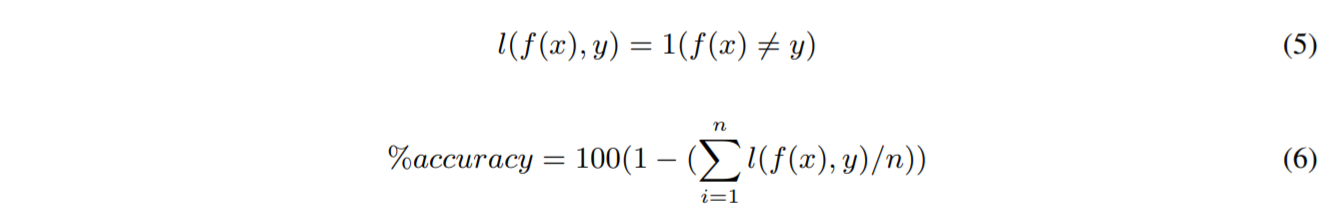 l(f(x), y) = 1(f(x) ≠ y) (5)
%accuracy = 100(1 − (∑_{i=1}^{n} l(f(x), y)/n)) (6)